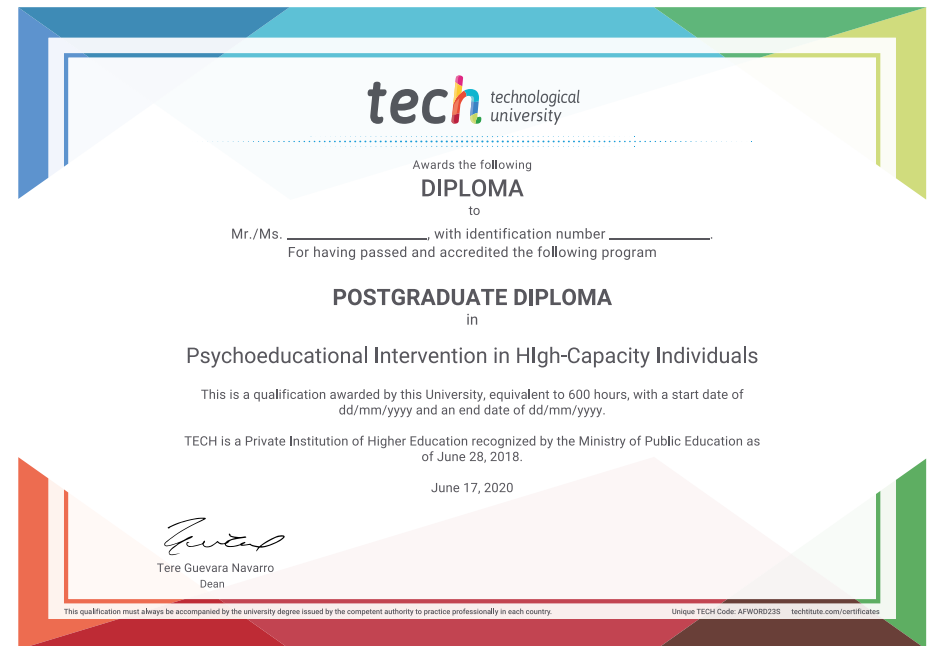 tech technological
university
Awards the following
DIPLOMA
to
Mr./Ms. ____________________, with identification number ______________.
For having passed and accredited the following program
POSTGRADUATE DIPLOMA
in
Psychoeducational Intervention in HIgh-Capacity Individuals
This is a qualification awarded by this University, equivalent to 600 hours, with a start date of
dd/mm/yyyy and an end date of dd/mm/yyyy.
TECH is a Private Institution of Higher Education recognized by the Ministry of Public Education as
of June 28, 2018.
June 17, 2020
Tere Guevara Navarro
Dean
This qualification must always be accompanied by the university degree issued by the competent authority to practice professionally in each country.
Unique TECH Code: AFWORD23S techtitute.com/certificates